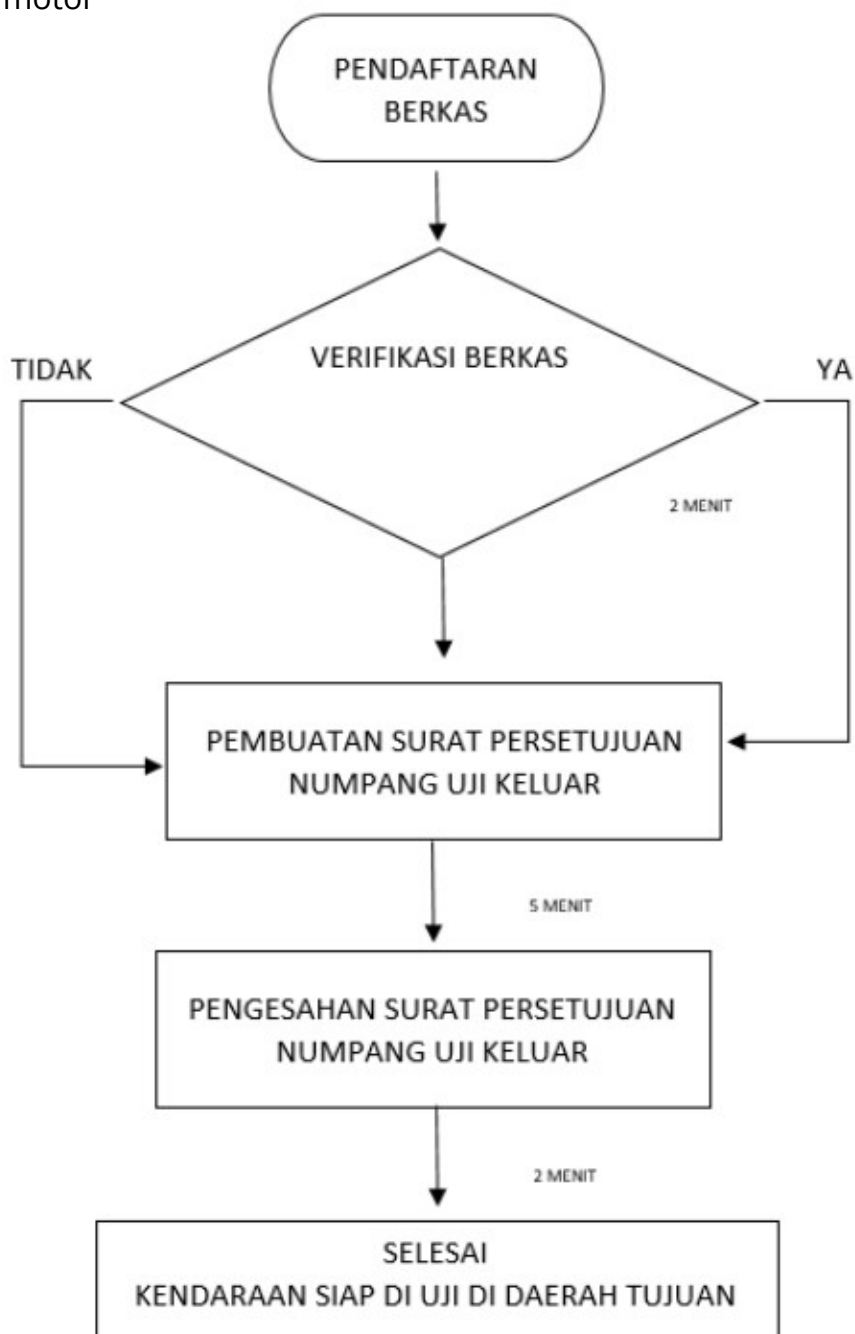 motor
PENDAFTARAN
BERKAS
VERIFIKASI BERKAS
TIDAK
YA
2 MENIT
PEMBUATAN SURAT PERSETUJUAN
NUMPANG UJI KELUAR
5 MENIT
PENGESAHAN SURAT PERSETUJUAN
NUMPANG UJI KELUAR
2 MENIT
SELESAI
KENDARAAN SIAP DI UJI DI DAERAH TUJUAN